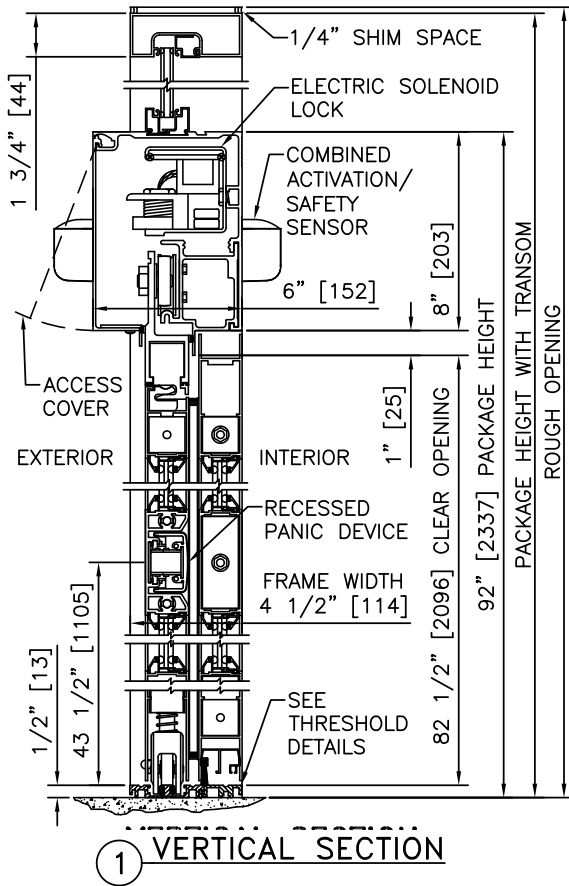 1/4" SHIM SPACE
1 3/4" [44]
ELECTRIC SOLENOID
LOCK
COMBINED
ACTIVATION/
SAFETY
SENSOR
6" [152]
8" [203]
ACCESS
COVER
EXTERIOR
INTERIOR
1" [25]
RECESSED
PANIC DEVICE
FRAME WIDTH
4 1/2" [114]
1/2" [13]
43 1/2" [1105]
SEE
THRESHOLD
DETAILS
82 1/2" [2096] CLEAR OPENING
92" [2337] PACKAGE HEIGHT
PACKAGE HEIGHT WITH TRANSOM
ROUGH OPENING
1 VERTICAL SECTION